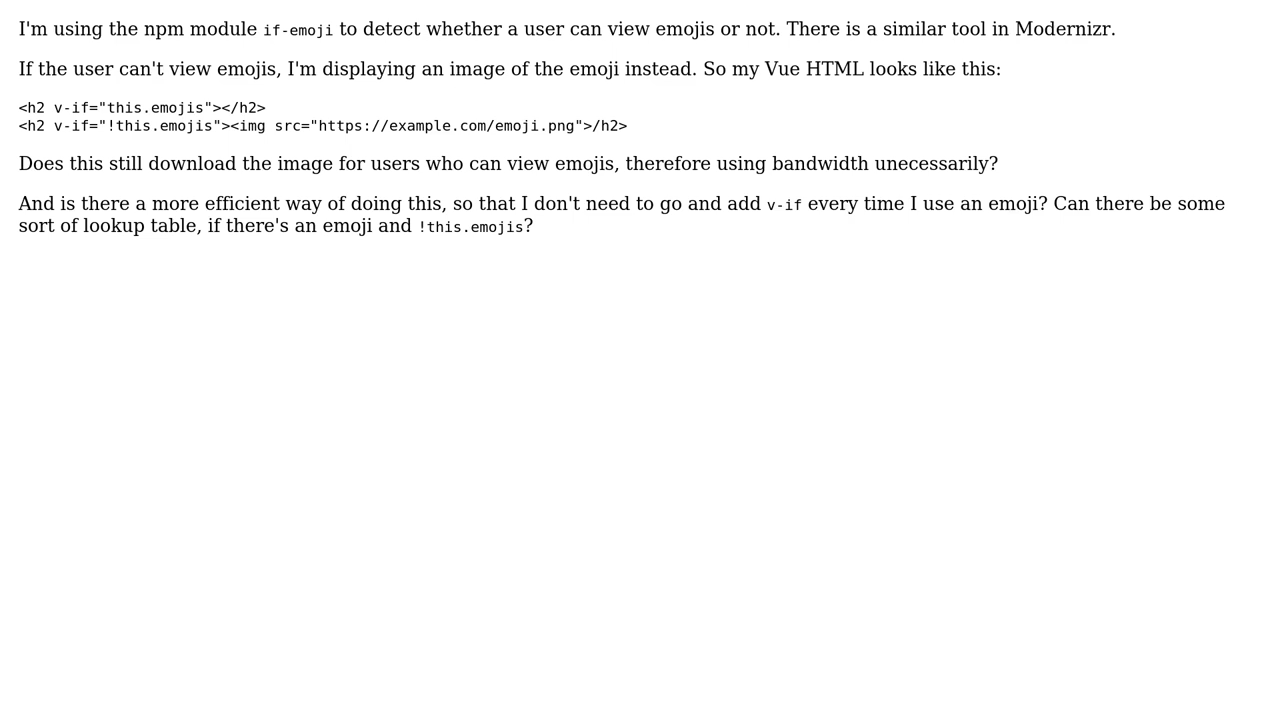 I'm using the npm module if-emoji to detect whether a user can view emojis or not. There is a similar tool in Modernizr.
If the user can't view emojis, I'm displaying an image of the emoji instead. So my Vue HTML looks like this:
<h2 v-if="this.emojis"></h2>
<h2 v-if="!this.emojis"><img src="https://example.com/emoji.png">/h2>
Does this still download the image for users who can view emojis, therefore using bandwidth unecessarily?
And is there a more efficient way of doing this, so that I don't need to go and add v-if every time I use an emoji? Can there be some
sort of lookup table, if there's an emoji and !this.emojis?